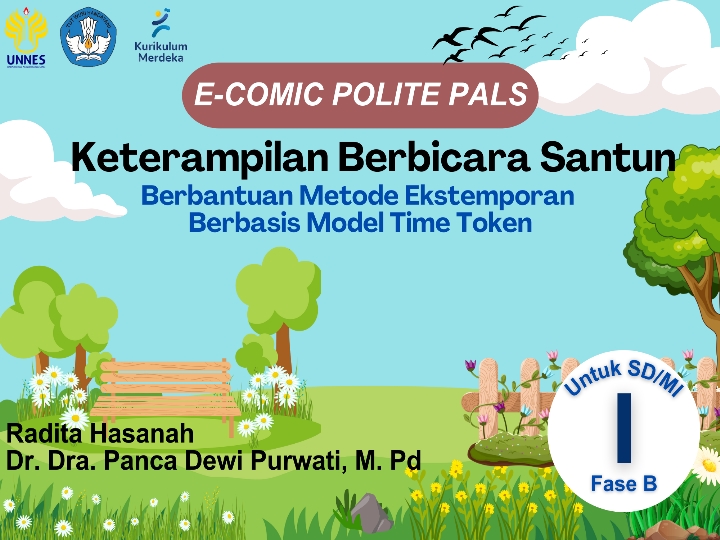 UNNES
Kurikulum
Merdeka
E-COMIC POLITE PALS
Keterampilan Berbicara Santun
Berbantuan Metode Ekstemporan
Berbasis Model Time Token
Radita Hasanah
Dr. Dra. Panca Dewi Purwati, M. Pd
Untuk SD/MI
I
Fase B